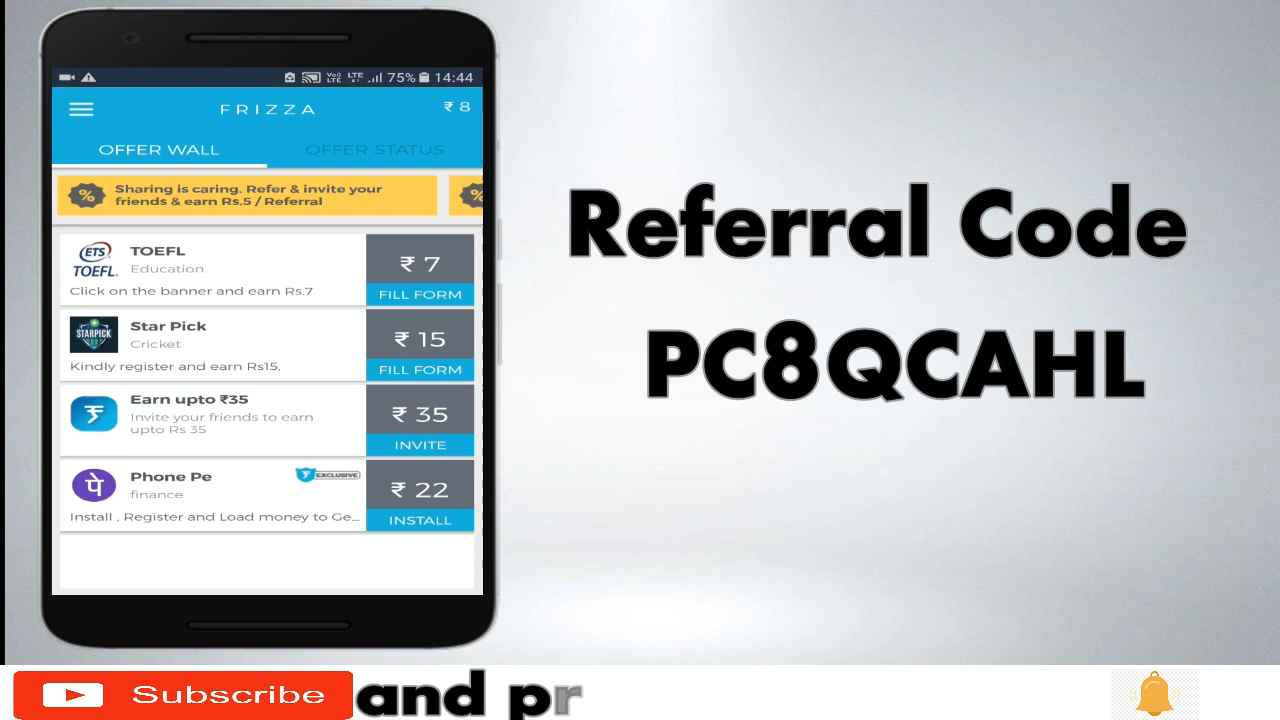 75% 14:44
FRIZZA
₹ 8
OFFER WALL
OFFER STATUS
%
Sharing is caring. Refer & invite your
friends & earn Rs.5 / Referral
%
ETS
TOEFL.
TOEFL
Education
Click on the banner and earn Rs.7
₹ 7
FILL FORM
STARPICK
Star Pick
Cricket
Kindly register and earn Rs15.
₹ 15
FILL FORM
Earn upto ₹35
Invite your friends to earn
upto Rs 35
₹ 35
INVITE
पे
Phone Pe
EXCLUSIVE
finance
Install , Register and Load money to Ge...
₹ 22
INSTALL
Referral Code
PC8QCAHL
Subscribe and pr